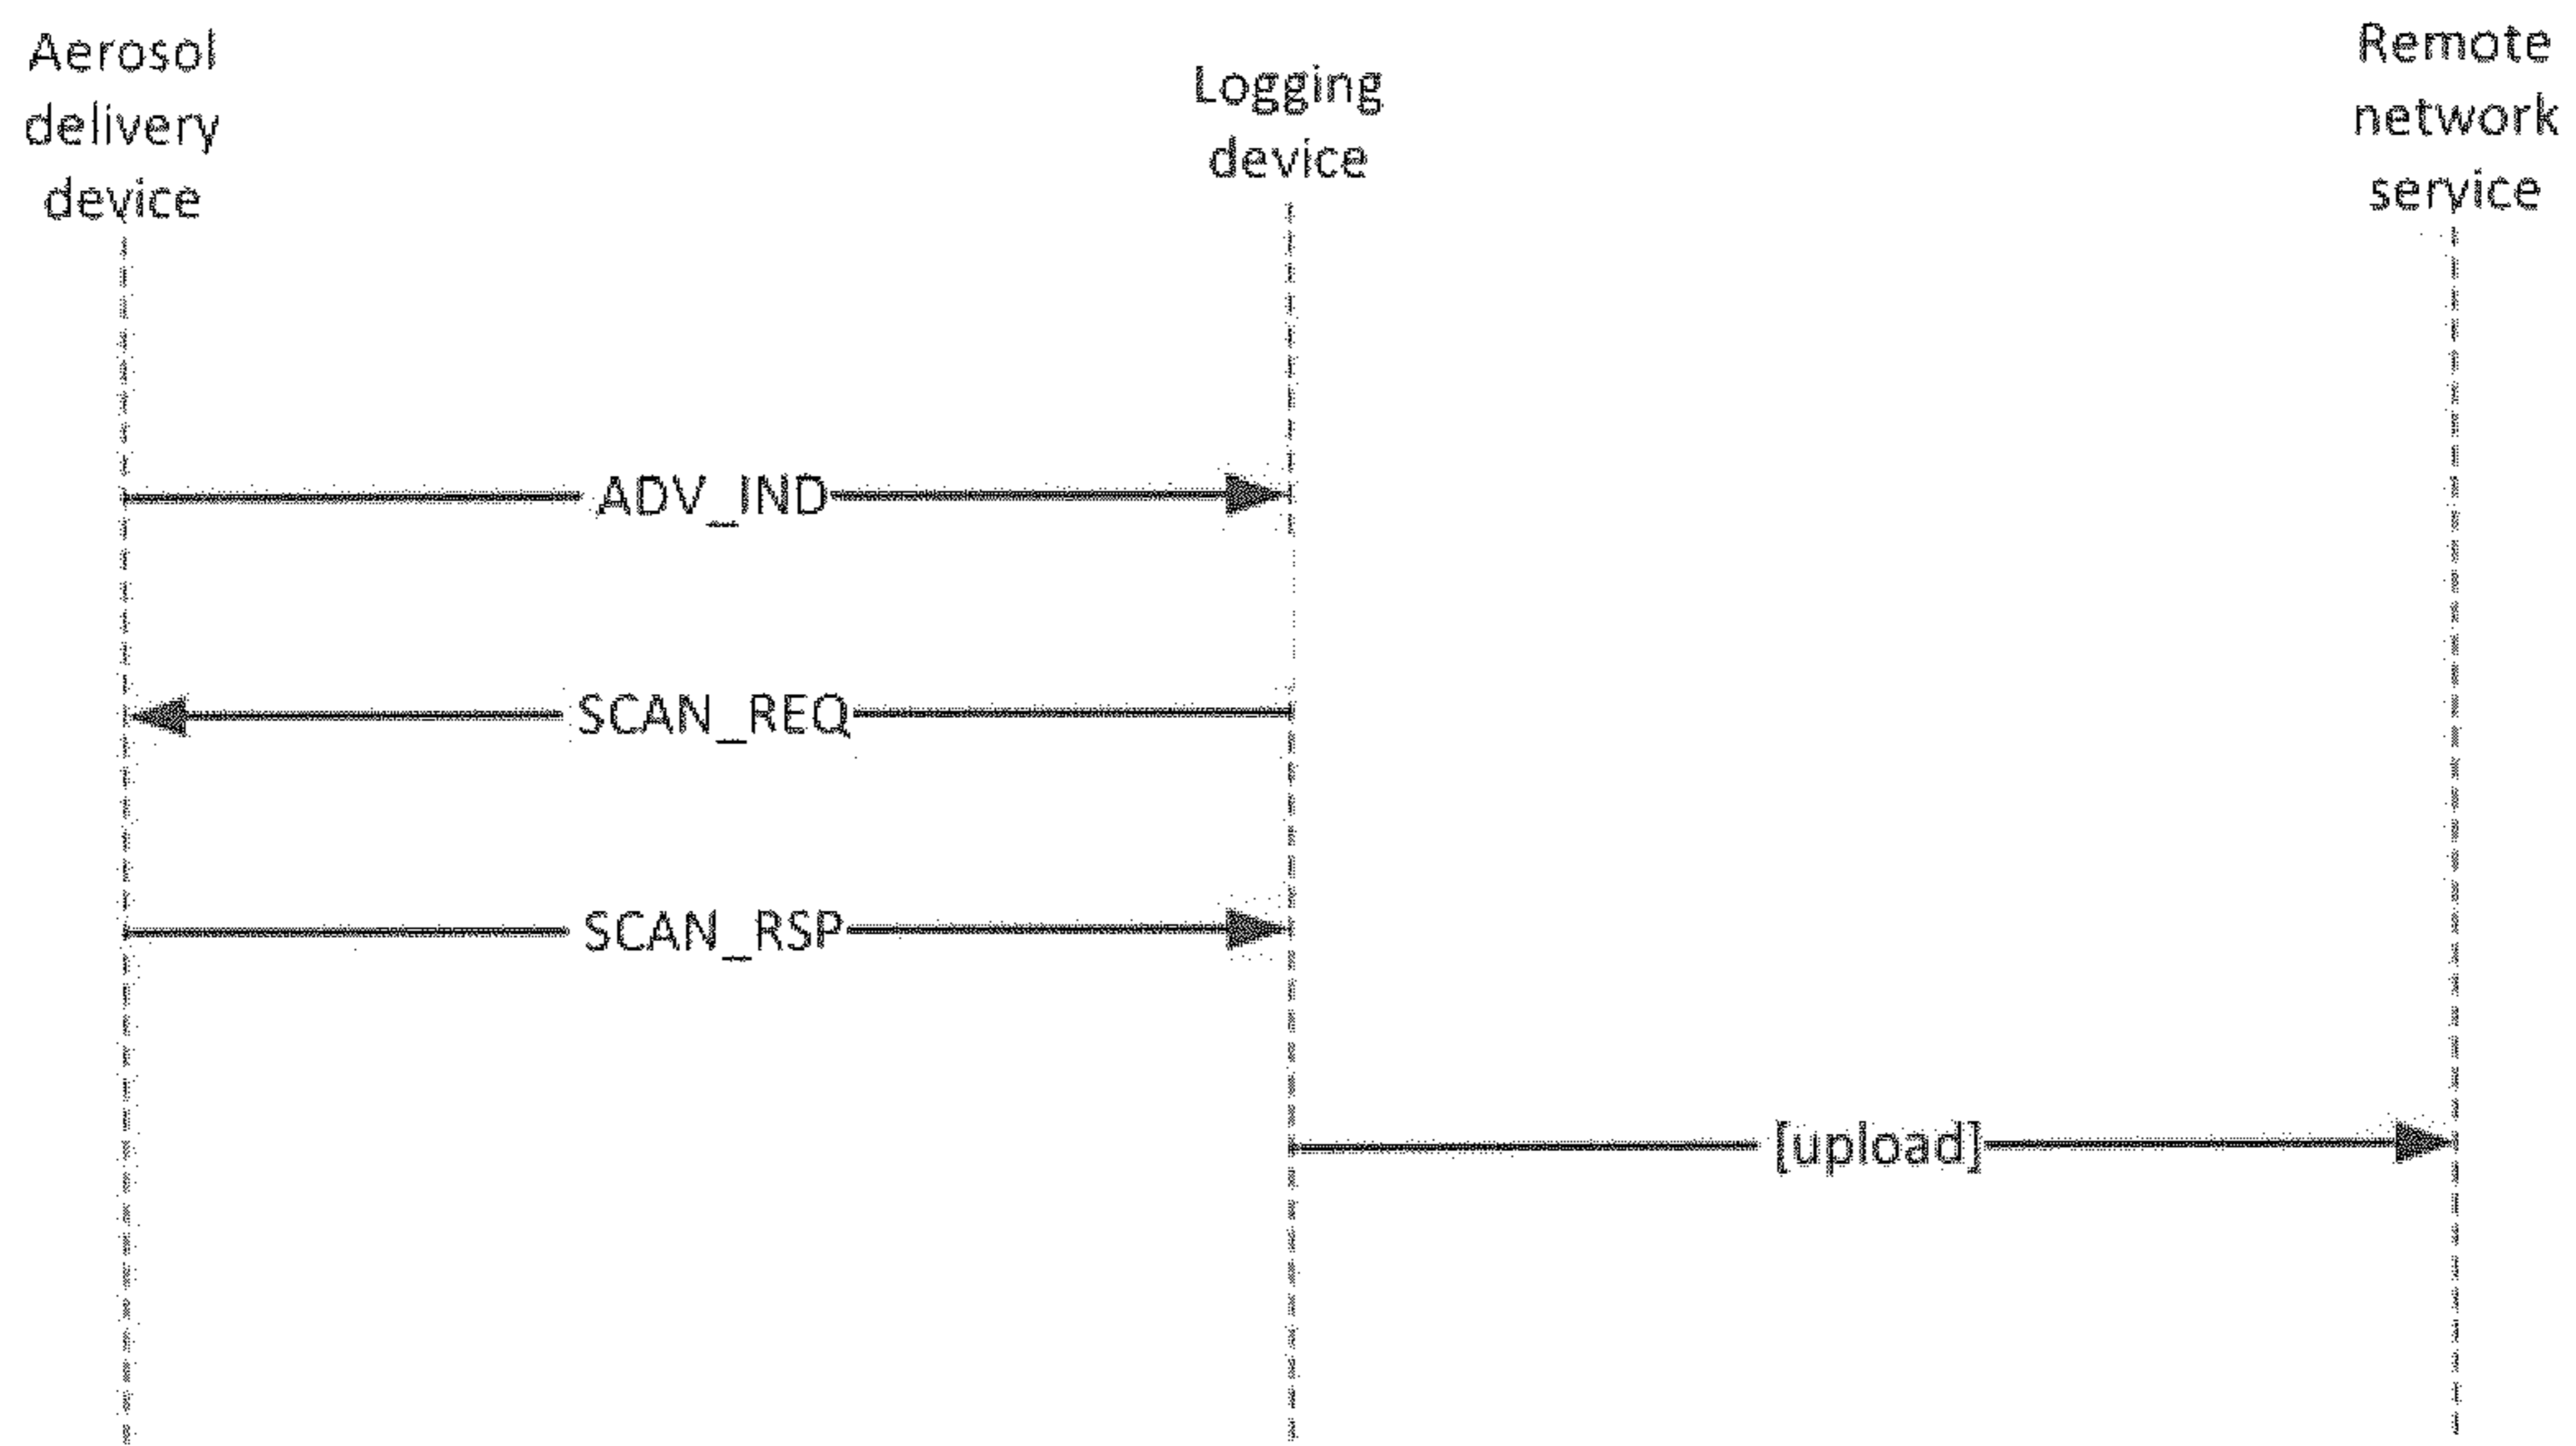 Aerosol
delivery
device
Logging
device
Remote
network
service
ADV_IND
SCAN_REQ
SCAN_RSP
[upload]